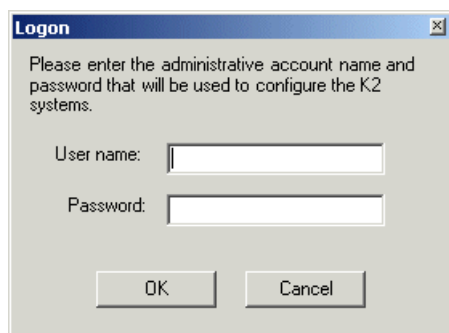 Logon
Please enter the administrative account name and
password that will be used to configure the K2
systems.
User name:
Password:
OK Cancel